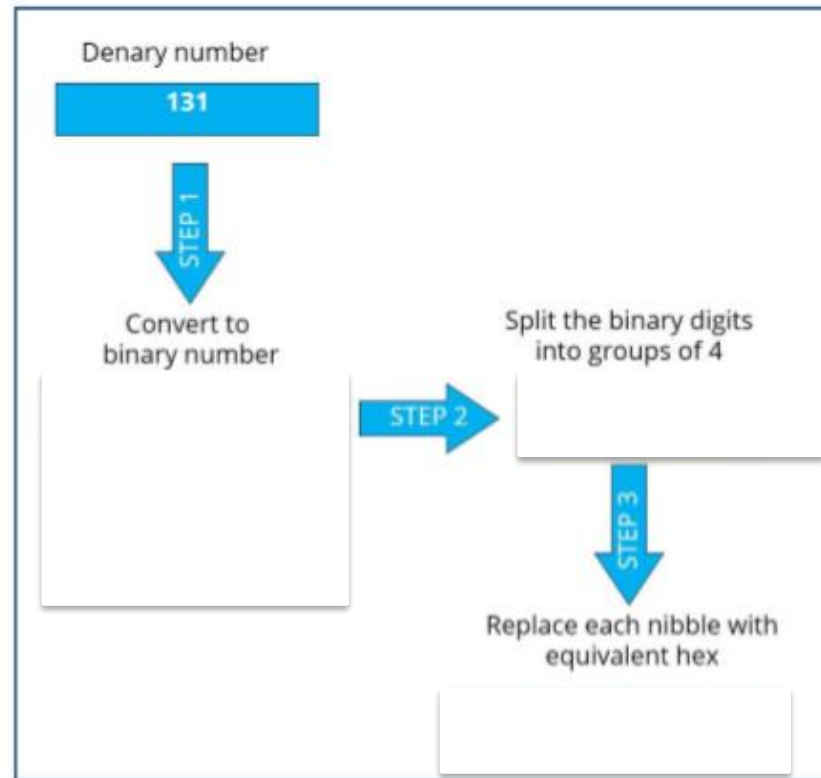 Denary number
131
STEP 1
Convert to
binary number
STEP 2
Split the binary digits
into groups of 4
STEP 3
Replace each nibble with
equivalent hex